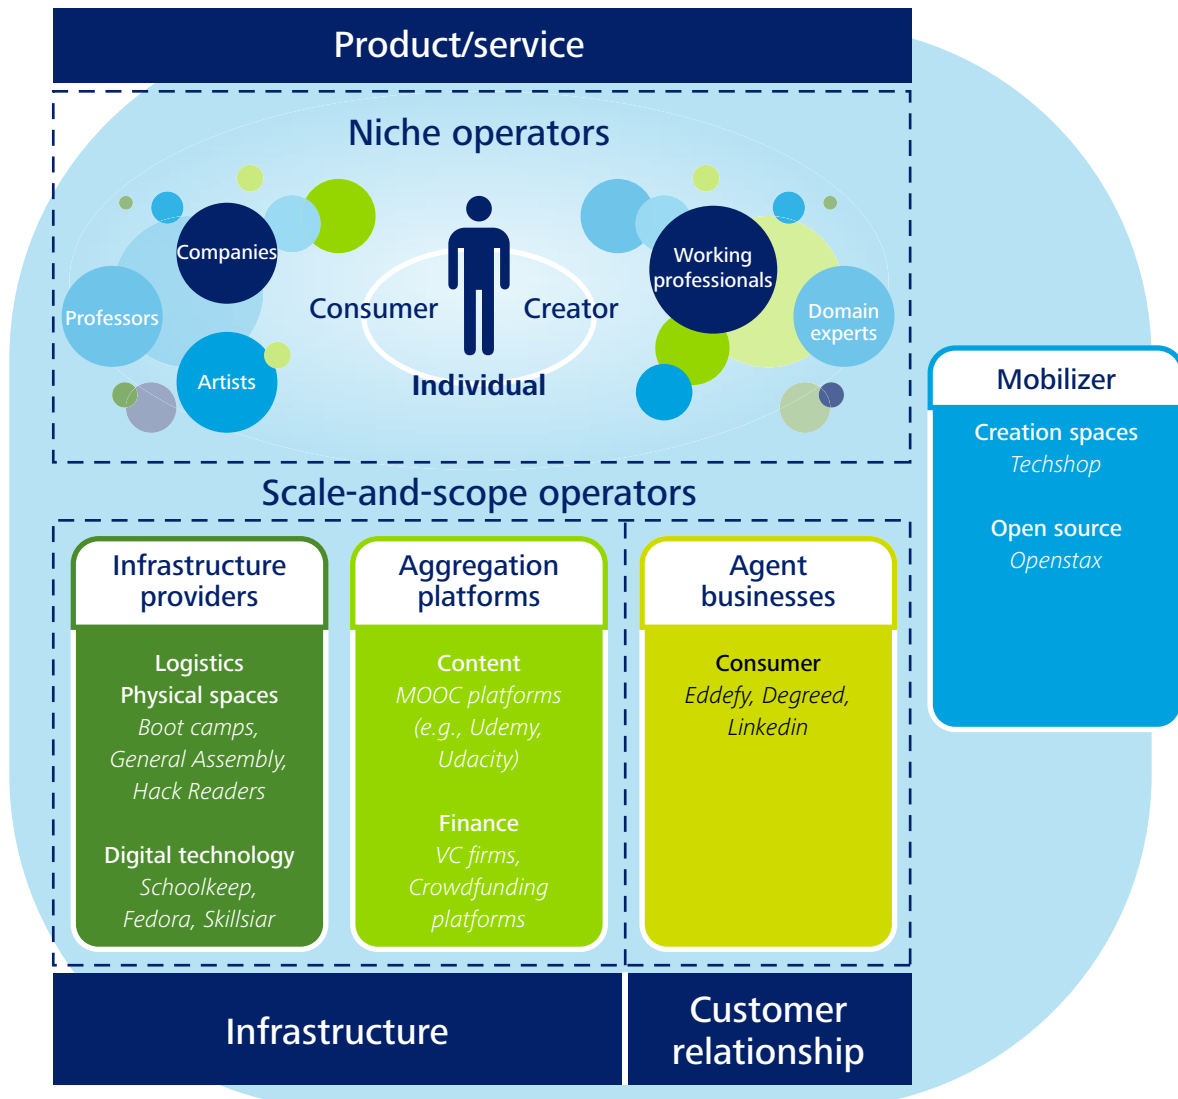 Product/service
Niche operators
Companies
Professors
Artists
Consumer
Creator
Individual
Working
professionals
Domain
experts
Mobilizer
Creation spaces
Techshop
Open source
Openstax
Scale-and-scope operators
Infrastructure
providers
Logistics
Physical spaces
Boot camps,
General Assembly,
Hack Readers
Digital technology
Schoolkeep,
Fedora, Skillsiar
Aggregation
platforms
Content
MOOC platforms
(e.g., Udemy,
Udacity)
Finance
VC firms,
Crowdfunding
platforms
Agent
businesses
Consumer
Eddefy, Degreed,
Linkedin
Infrastructure
Customer
relationship